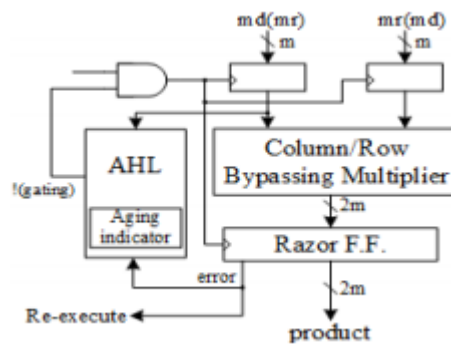 md(mr)
mr(md)
m
m
AHL
Column/Row
Bypassing Multiplier
!(gating)
Aging
indicator
2m
Razor F.F.
error
2m
Re-execute
product